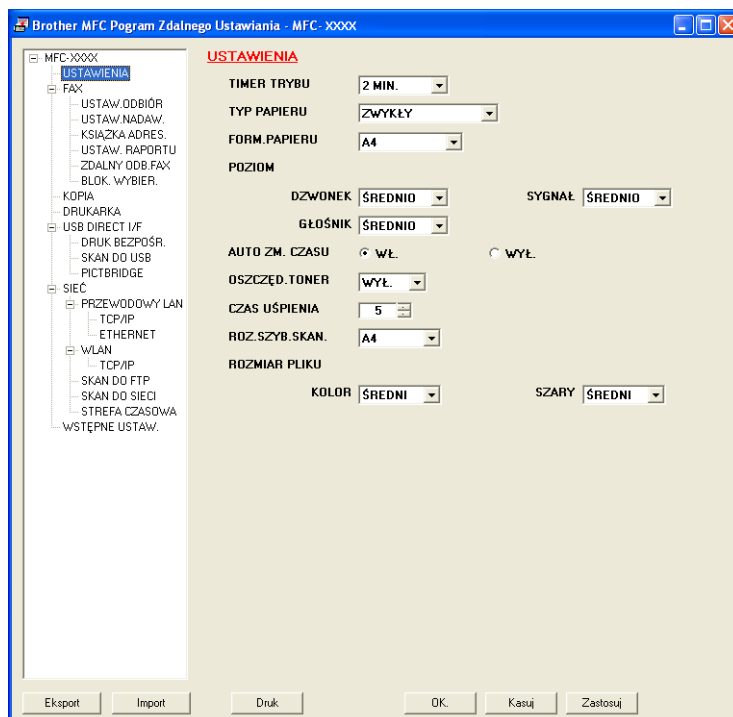 Brother MFC Pogram Zdalnego Ustawiania - MFC- XXXX
MFC-XXXX
USTAWIENIA
FAX
USTAW.ODBIÓR
USTAW.NADAW.
KSIĄŻKA ADRES.
USTAW. RAPORTU
ZDALNY ODB.FAX
BLOK. WYBIER.
KOPIA
DRUKARKA
USB DIRECT I/F
DRUK BEZPOŚR.
SKAN DO USB
PICTBRIDGE
SIEĆ
PRZEWODOWY LAN
TCP/IP
ETHERNET
WLAN
TCP/IP
SKAN DO FTP
SKAN DO SIECI
STREFA CZASOWA
WSTĘPNE USTAW.
USTAWIENIA
TIMER TRYBU 2 MIN.
TYP PAPIERU ZWYKŁY
FORM.PAPIERU A4
POZIOM
DZWONEK ŚREDNIO SYGNAŁ ŚREDNIO
GŁOŚNIK ŚREDNIO
AUTO ZM. CZASU WŁ. WYŁ.
OSZCZĘD.TONER WYŁ.
CZAS UŚPIENIA 5
ROZ.SZYB.SKAN. A4
ROZMIAR PLIKU
KOLOR ŚREDNI SZARY ŚREDNI
Eksport Import Druk OK. Kasuj Zastosuj